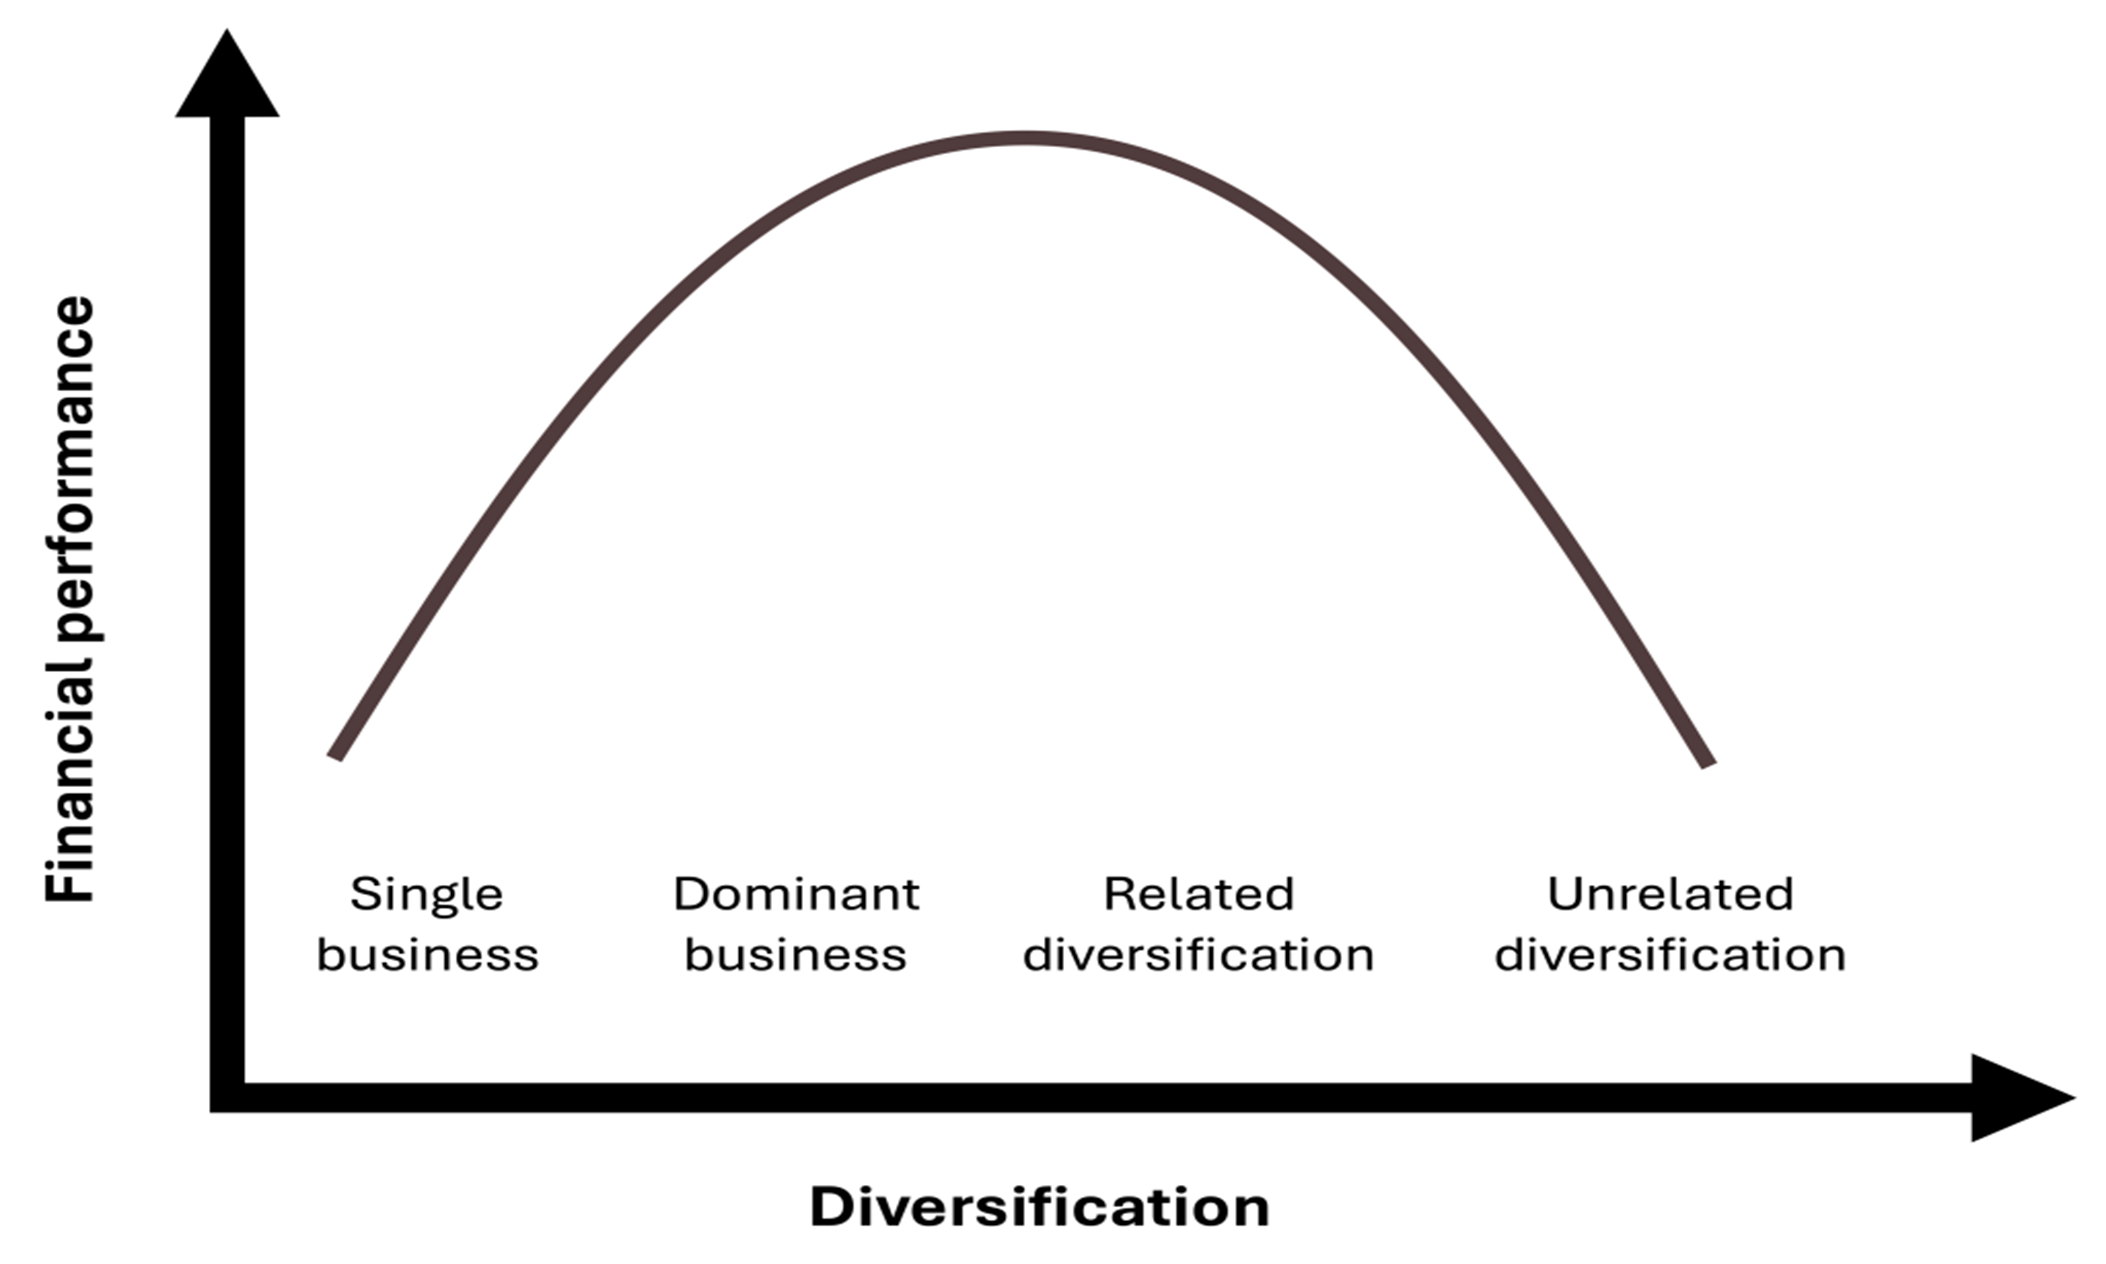 Financial performance
Single
business
Dominant
business
Related
diversification
Unrelated
diversification
Diversification